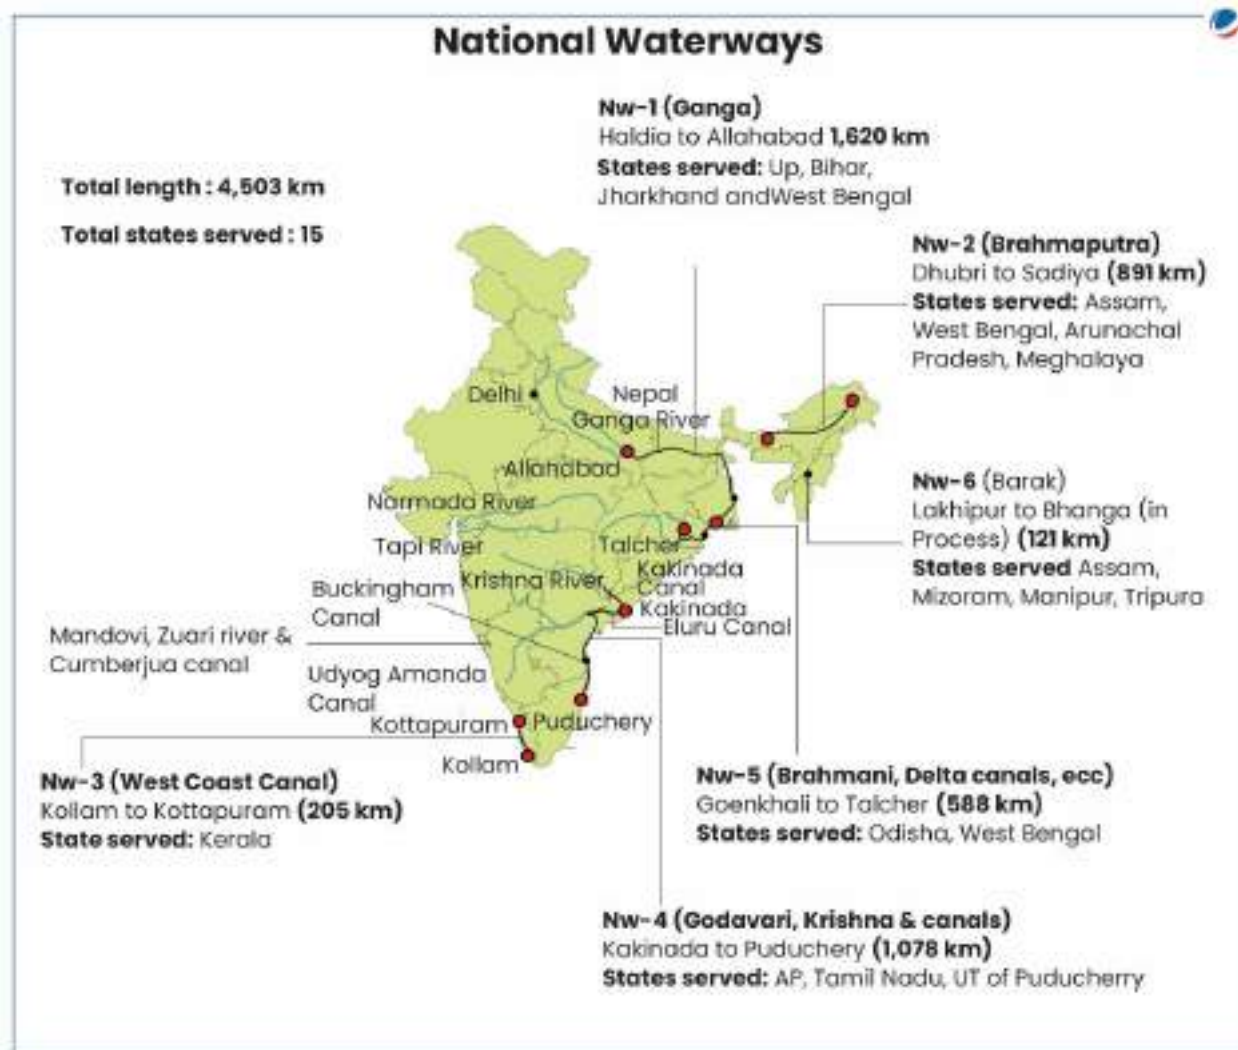 National Waterways
Nw-1 (Ganga)
Haldia to Allahabad 1,620 km
States served: Up, Bihar,
Jharkhand andWest Bengal
Total length : 4,503 km
Total states served : 15
Nw-2 (Brahmaputra)
Dhubri to Sadiya (891 km)
States served: Assam,
West Bengal, Arunachal
Pradesh, Meghalaya
Delhi
Nepal
Ganga River
Allahabad
Narmada River
Tapi River
Talcher
Nw-6 (Barak)
Lakhipur to Bhanga (in
Process) (121 km)
States served Assam,
Mizoram, Manipur, Tripura
Buckingham
Canal
Krishna River
Kakinada
Canal
Kakinada
Eluru Canal
Mandovi, Zuari river &
Cumberjua canal
Udyog Amanda
Canal
Kottapuram
Puduchery
Kollam
Nw-3 (West Coast Canal)
Kollam to Kottapuram (205 km)
State served: Kerala
Nw-5 (Brahmani, Delta canals, ecc)
Goenkhali to Talcher (588 km)
States served: Odisha, West Bengal
Nw-4 (Godavari, Krishna & canals)
Kakinada to Puduchery (1,078 km)
States served: AP, Tamil Nadu, UT of Puducherry